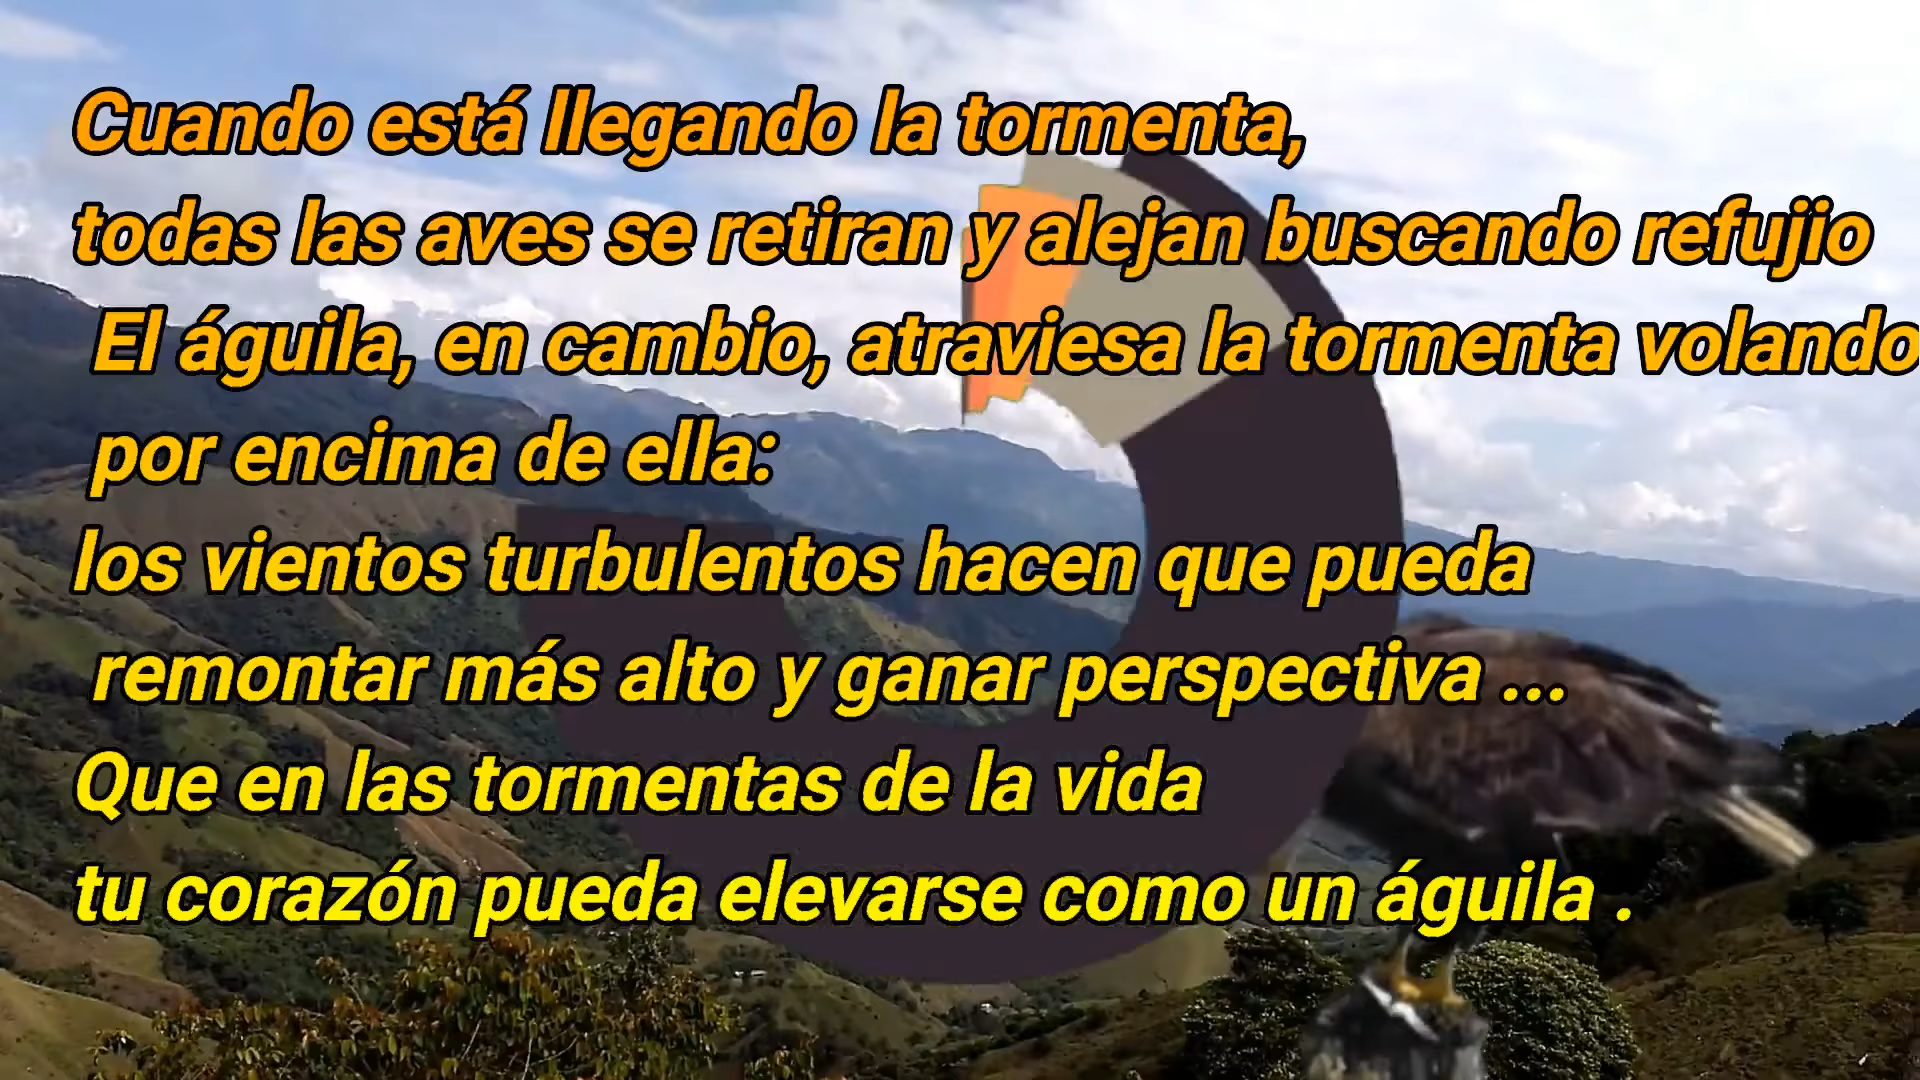 Cuando está llegando la tormenta,
todas las aves se retiran y alejan buscando refujio
El águila, en cambio, atraviesa la tormenta volando
por encima de ella:
los vientos turbulentos hacen que pueda
remontar más alto y ganar perspectiva ...
Que en las tormentas de la vida
tu corazón pueda elevarse como un águila .